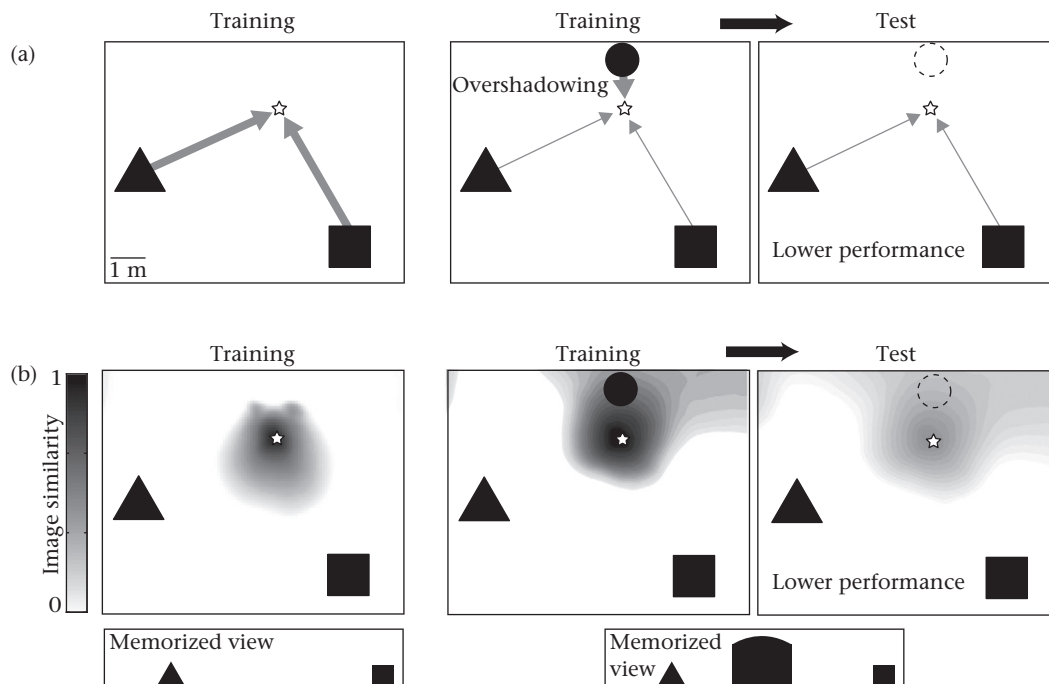 Training
Training
Test
(a)
Overshadowing
1 m
Lower performance
Training
Training
Test
(b)
1
Image similarity
0
Lower performance
Memorized view
Memorized
view